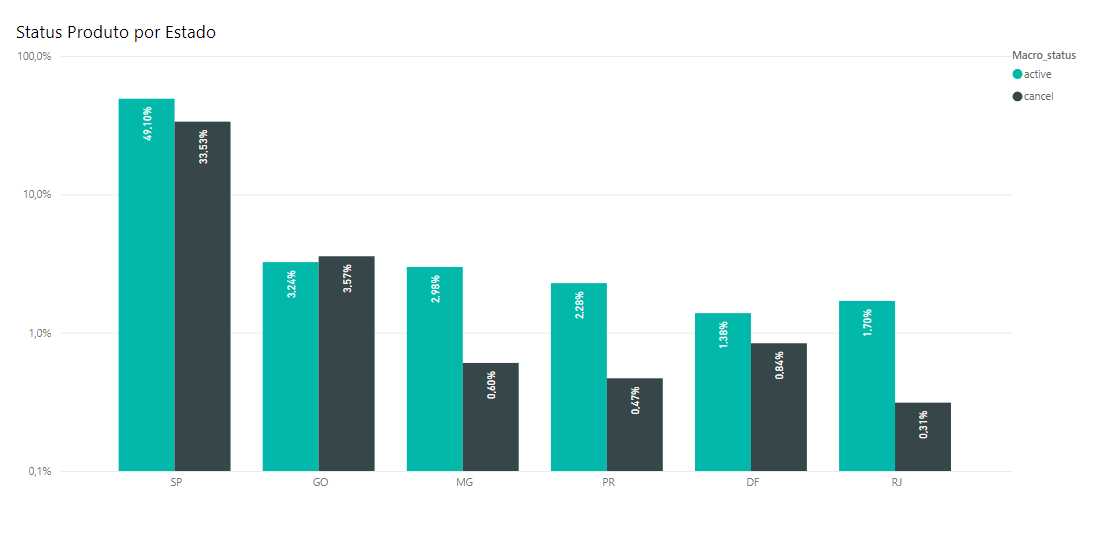 Status Produto por Estado
Macro_status
active
cancel
100,0%
10,0%
1,0%
0,1%
49,10%
33,53%
3,24%
3,57%
2,98%
0,60%
2,28%
0,47%
1,38%
0,84%
1,70%
0,31%
SP
GO
MG
PR
DF
RJ